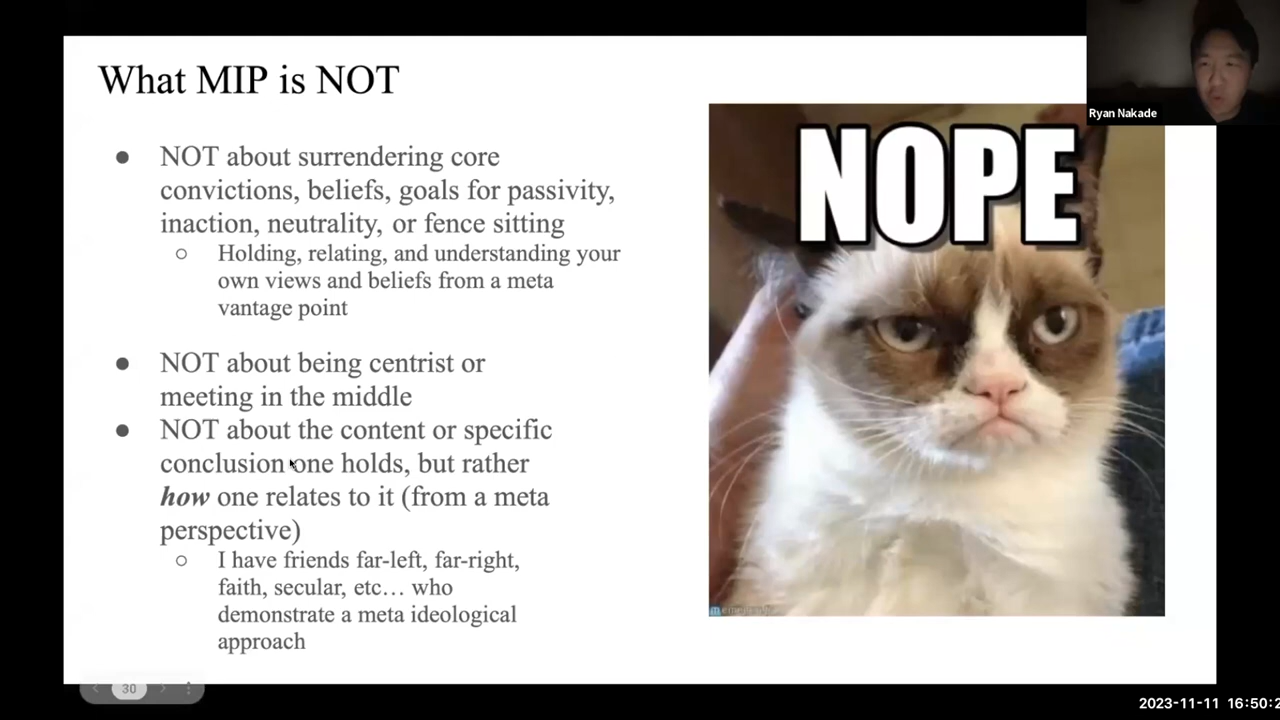 What MIP is NOT
● NOT about surrendering core
convictions, beliefs, goals for passivity,
inaction, neutrality, or fence sitting
○ Holding, relating, and understanding your
own views and beliefs from a meta
vantage point
● NOT about being centrist or
meeting in the middle
● NOT about the content or specific
conclusion one holds, but rather
how one relates to it (from a meta
perspective)
○ I have friends far-left, far-right,
faith, secular, etc… who
demonstrate a meta ideological
approach
NOPE
Ryan Nakade
30
2023-11-11 16:50:2